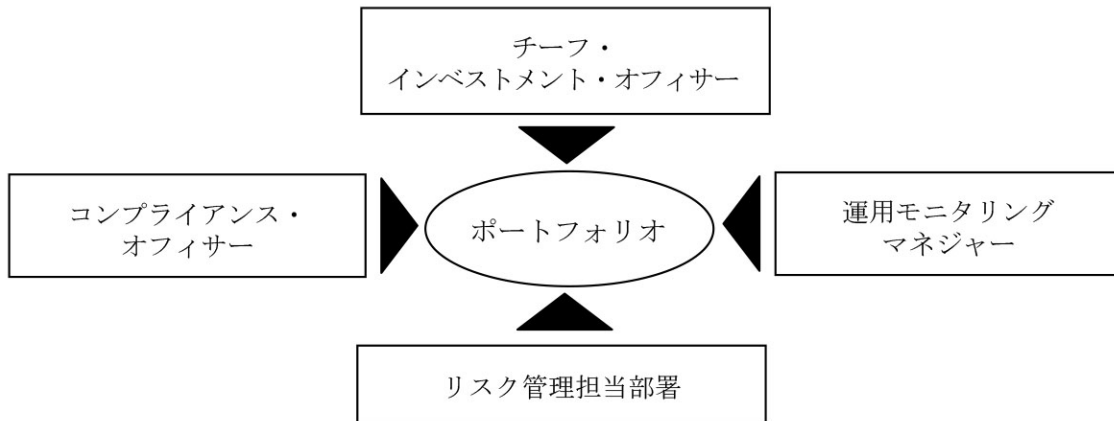 チーフ・
インベストメント・オフィサー
コンプライアンス・
オフィサー
ポートフォリオ
運用モニタリング
マネジャー
リスク管理担当部署